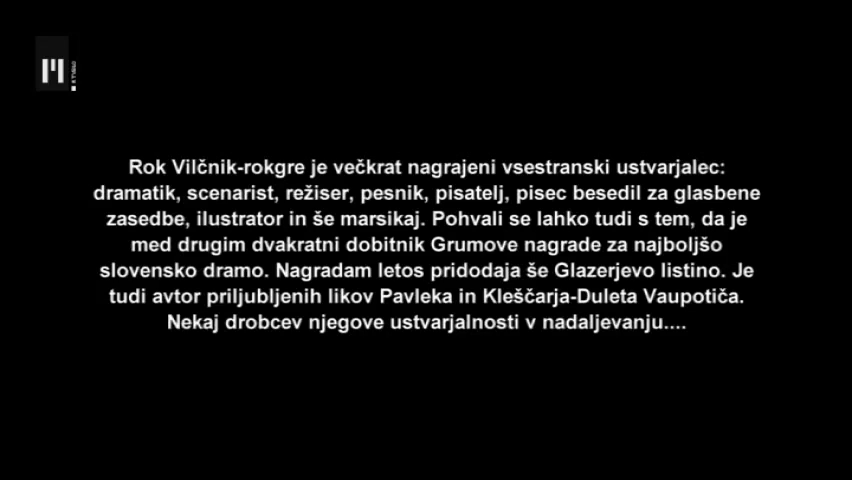 Rok Vilčnik-rokgre je večkrat nagrajeni vsestranski ustvarjalec:
dramatik, scenarist, režiser, pesnik, pisatelj, pisec besedil za glasbene
zasedbe, ilustrator in še marsikaj. Pohvali se lahko tudi s tem, da je
med drugim dvakratni dobitnik Grumove nagrade za najboljšo
slovensko dramo. Nagradam letos pridodaja še Glazerjevo listino. Je
tudi avtor priljubljenih likov Pavleka in Kleščarja-Duleta Vaupotiča.
Nekaj drobcev njegove ustvarjalnosti v nadaljevanju....